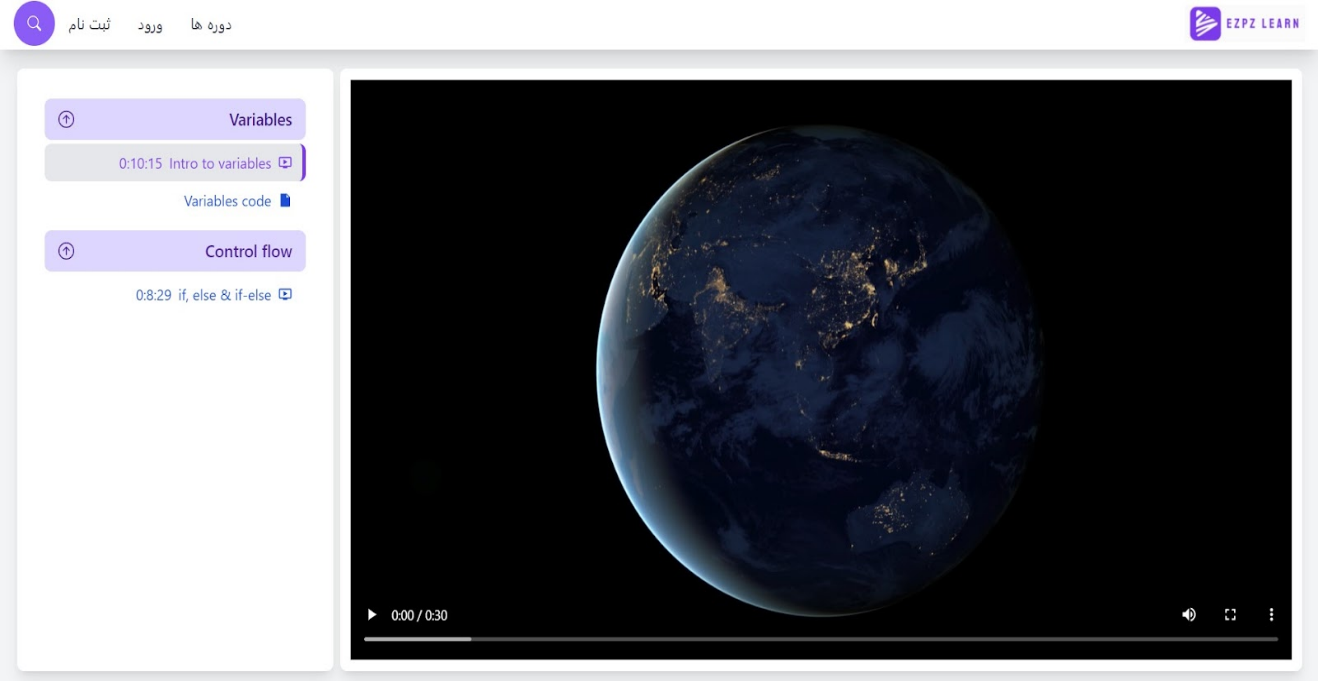 EZPZ LEARN
دوره ها
ورود
ثبت نام
Variables
0:10:15 Intro to variables
Variables code
Control flow
0:8:29 if, else & if-else
0:00 / 0:30